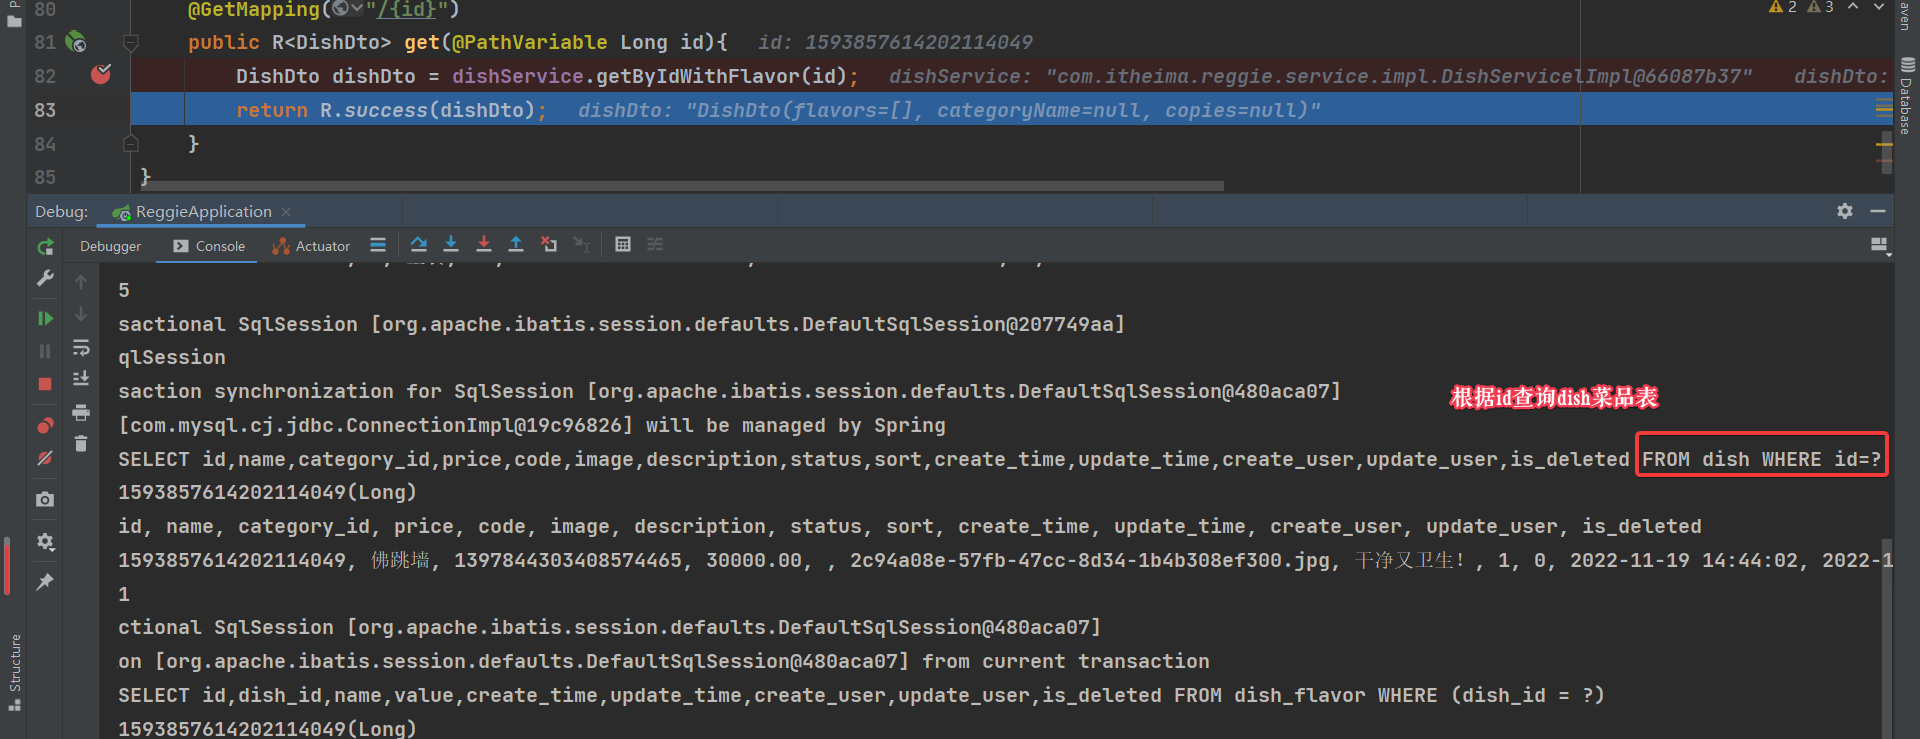 80 @GetMapping("/{id}") 2 3
81 public R<DishDto> get(@PathVariable Long id){ id: 1593857614202114049
82 DishDto dishDto = dishService.getByIdWithFlavor(id); dishService: "com.itheima.reggie.service.impl.DishServicelImpl@66087b37" dishDto:
83 return R.success(dishDto); dishDto: "DishDto(flavors=[], categoryName=null, copies=null)"
84 }
85 }
aven
Database
Debug: ReggieApplication
Debugger Console Actuator
5
sactional SqlSession [org.apache.ibatis.session.defaults.DefaultSqlSession@207749aa]
qlSession
saction synchronization for SqlSession [org.apache.ibatis.session.defaults.DefaultSqlSession@480aca07]
根据id查询dish菜品表
[com.mysql.cj.jdbc.ConnectionImpl@19c96826] will be managed by Spring
SELECT id,name,category_id,price,code,image,description,status,sort,create_time,update_time,create_user,update_user,is_deleted FROM dish WHERE id=?
1593857614202114049(Long)
id, name, category_id, price, code, image, description, status, sort, create_time, update_time, create_user, update_user, is_deleted
1593857614202114049, 佛跳墙, 1397844303408574465, 30000.00, , 2c94a08e-57fb-47cc-8d34-1b4b308ef300.jpg, 干净又卫生！, 1, 0, 2022-11-19 14:44:02, 2022-1
1
ctional SqlSession [org.apache.ibatis.session.defaults.DefaultSqlSession@480aca07]
on [org.apache.ibatis.session.defaults.DefaultSqlSession@480aca07] from current transaction
SELECT id,dish_id,name,value,create_time,update_time,create_user,update_user,is_deleted FROM dish_flavor WHERE (dish_id = ?)
1593857614202114049(Long)
Structure